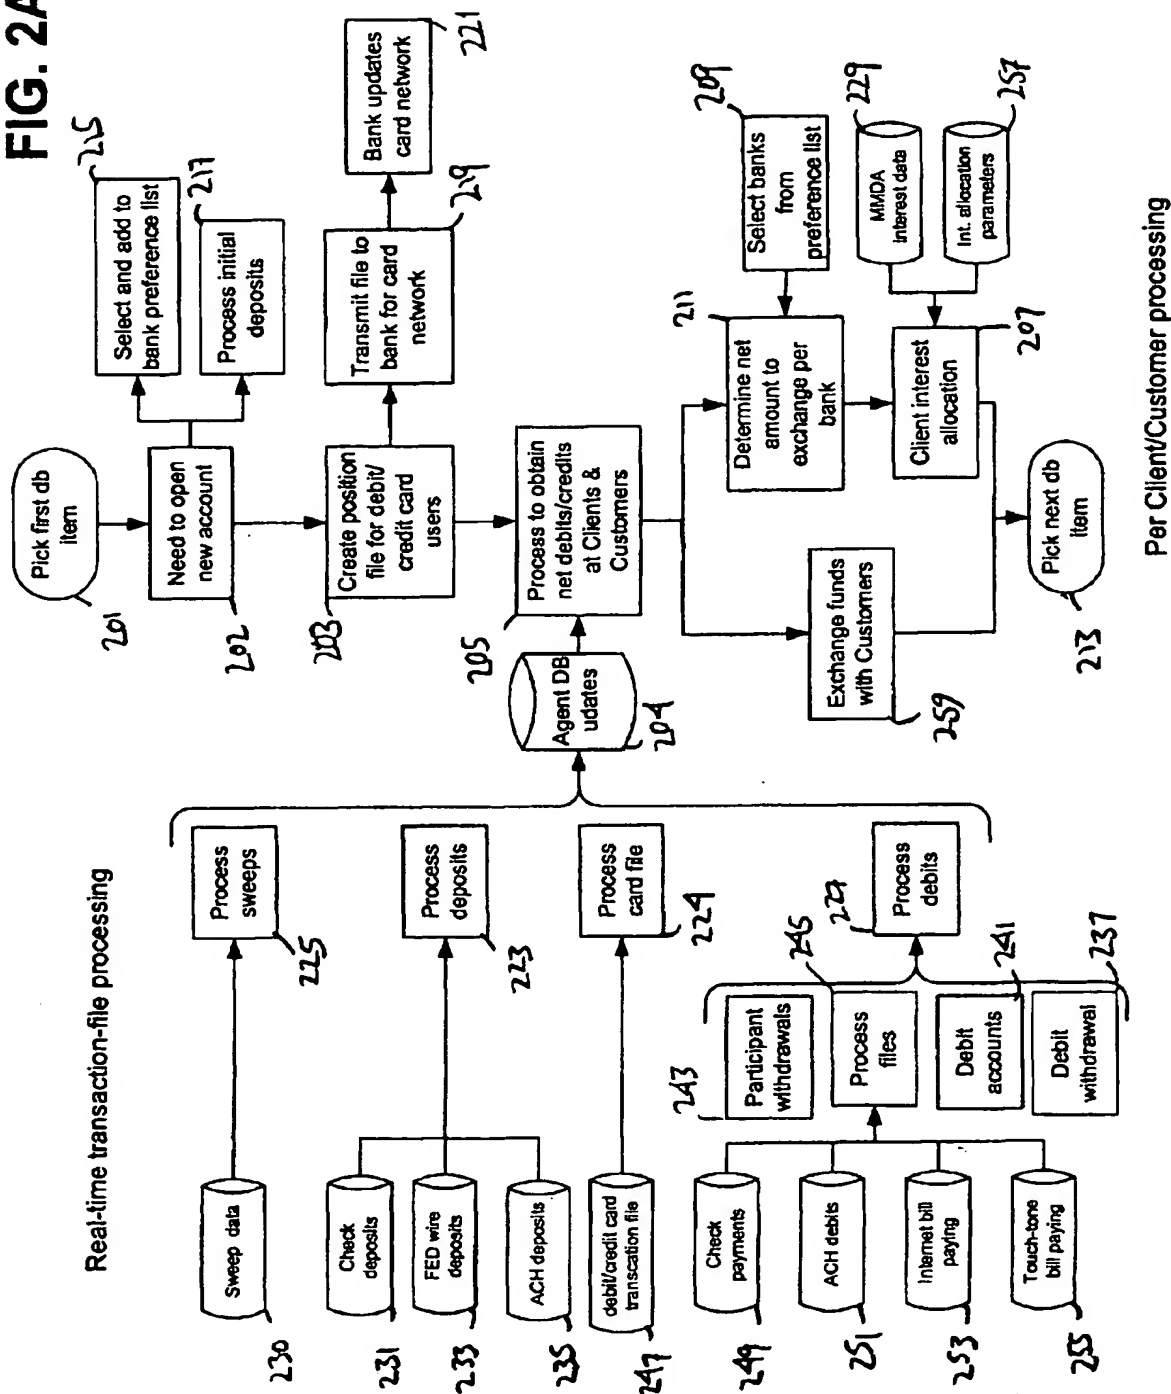 FIG. 2A
Real-time transaction-file processing
Sweep data
230
Process
sweeps
225
Check
deposits
231
FED wire
deposits
233
ACH deposits
235
Process
deposits
223
debit/credit card
transcation file
247
Process
card file
224
Check
payments
249
ACH debits
251
Internet bill
paying
253
Touch-tone
bill paying
255
Participant
withdrawals
243
Process
files
245
Debit
accounts
241
Debit
withdrawal
237
Process
debits
227
Agent DB
udates
204
Pick first db
item
201
Need to open
new account
202
Select and add to
bank preference list
215
Process initial
deposits
217
Create position
file for debit/
credit card
users
203
Transmit file to
bank for card
network
219
Bank updates
card network
221
Process to obtain
net debits/credits
at Clients &
Customers
205
Select banks
from
preference list
209
Determine net
amount to
exchange per
bank
211
MMDA
interest data
229
Int. allocation
parameters
257
Client interest
allocation
207
Exchange funds
with Customers
259
Pick next db
item
213
Per Client/Customer processing